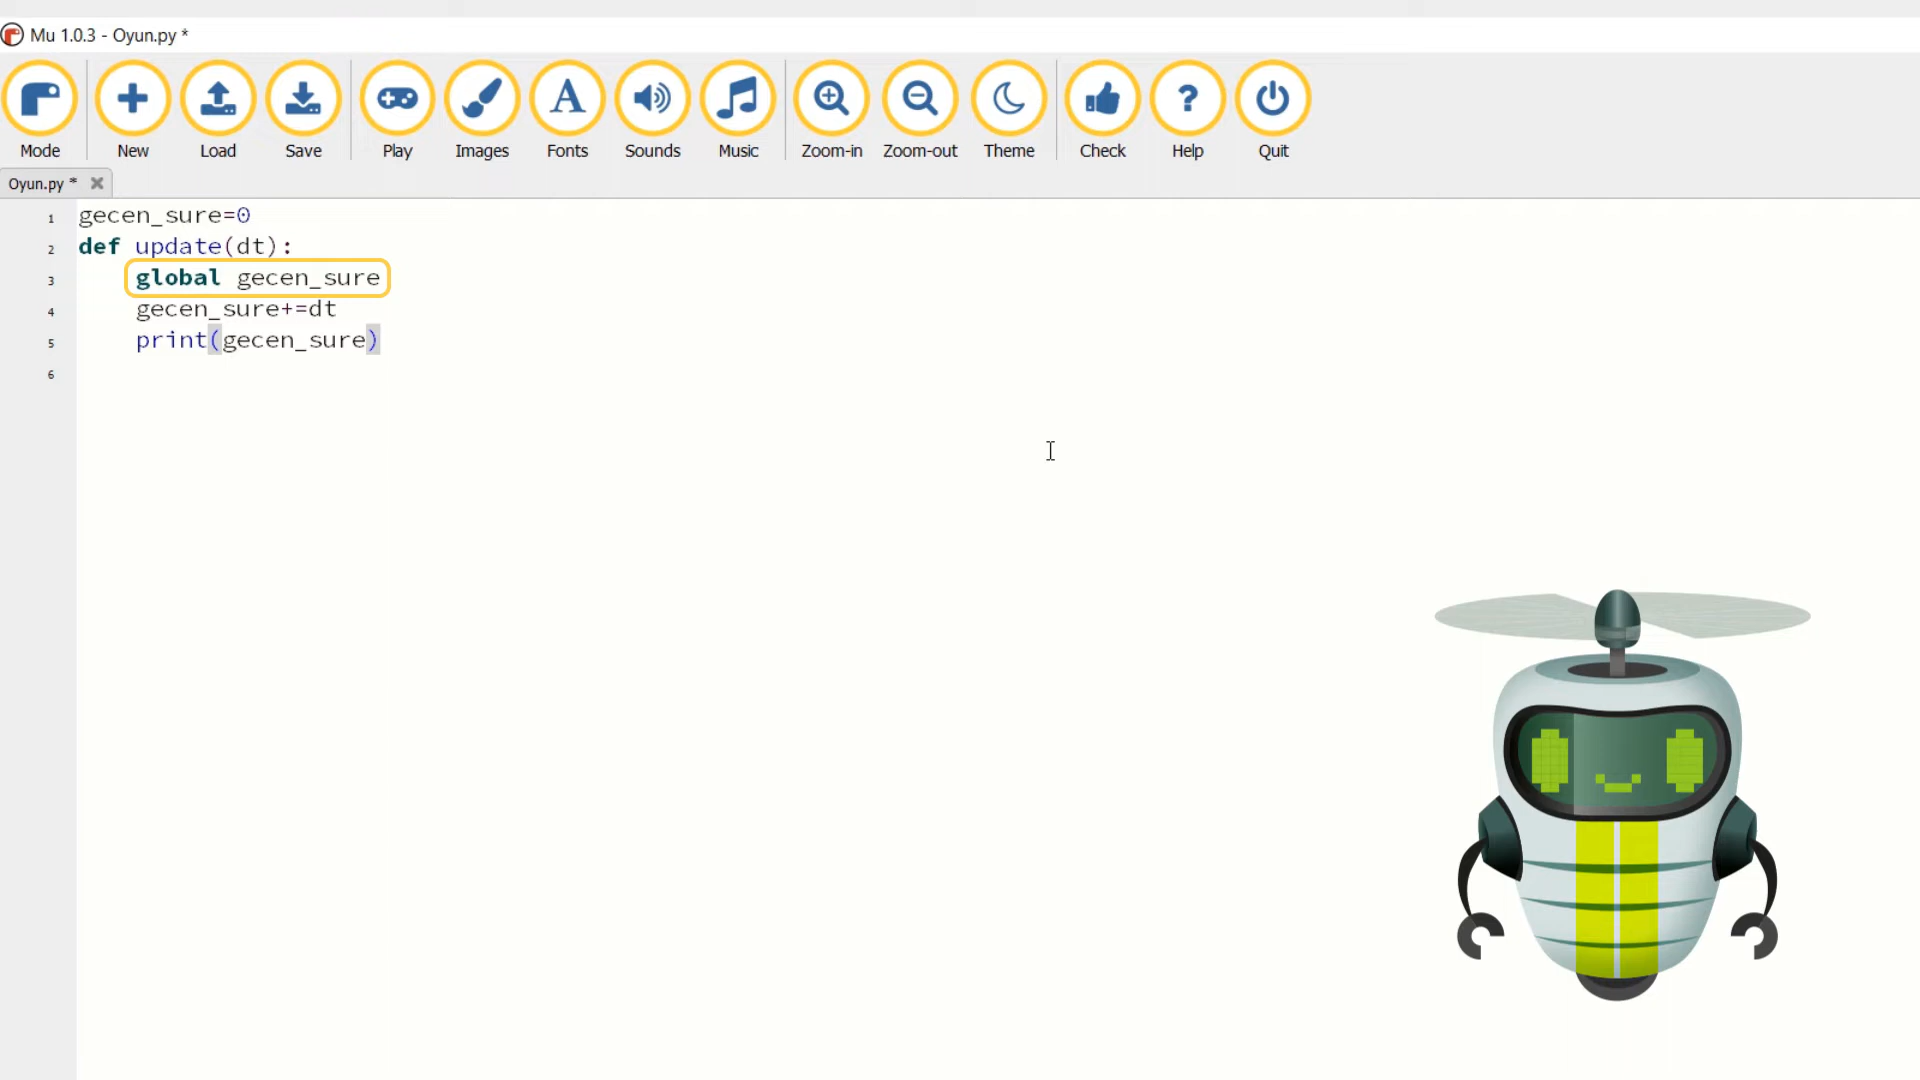 Mu 1.0.3 - Oyun.py *
Mode New Load Save Play Images Fonts Sounds Music Zoom-in Zoom-out Theme Check Help Quit
Oyun.py *
1 gecen_sure=0
2 def update(dt):
3     global gecen_sure
4     gecen_sure+=dt
5     print(gecen_sure)
6